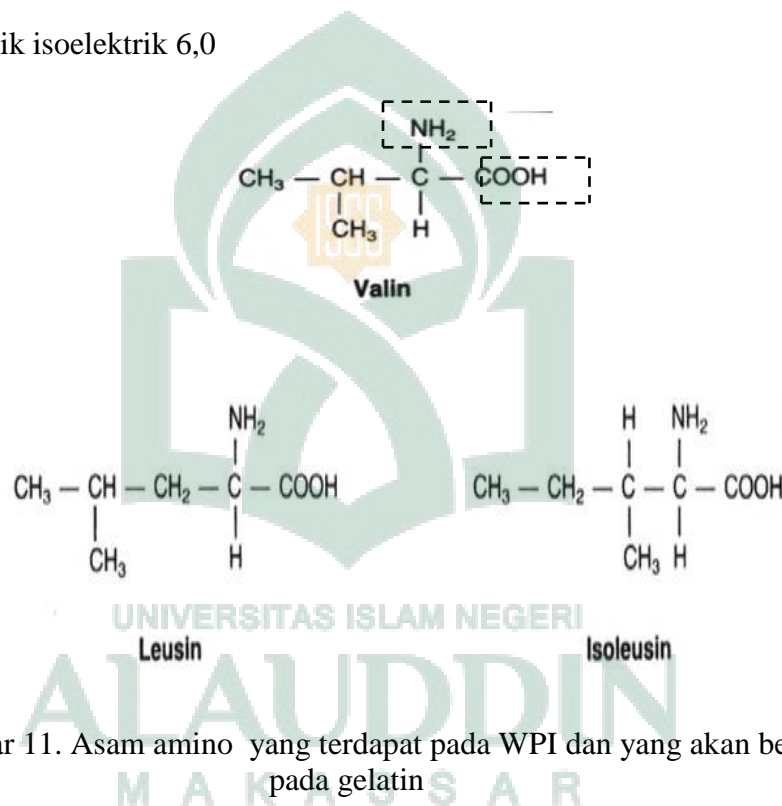 isoelektrik 6,0
NH₂
CH₃ — CH — C — COOH
CH₃ H
Valin
NH₂
CH₃ — CH — CH₂ — C — COOH
CH₃ H
Leusin
H NH₂
CH₃ — CH₂ — C — C — COOH
CH₃ H
Isoleusin
UNIVERSITAS ISLAM NEGERI
ALAUDDIN
11. Asam amino yang terdapat pada WPI dan yang akan
pada gelatin
MAKASSAR